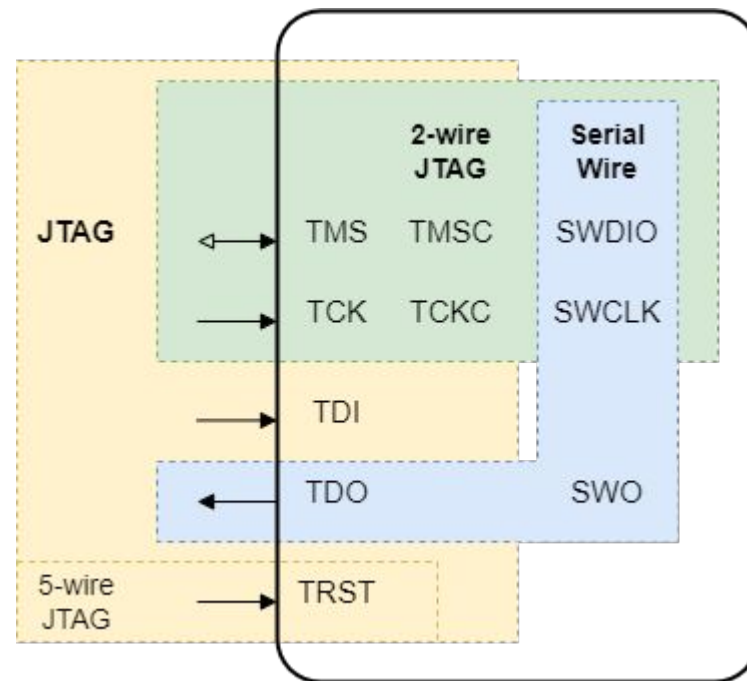 2-wire
JTAG
Serial
Wire
JTAG
TMS TMSC SWDIO
TCK TCKC SWCLK
TDI
TDO SWO
5-wire
JTAG
TRST